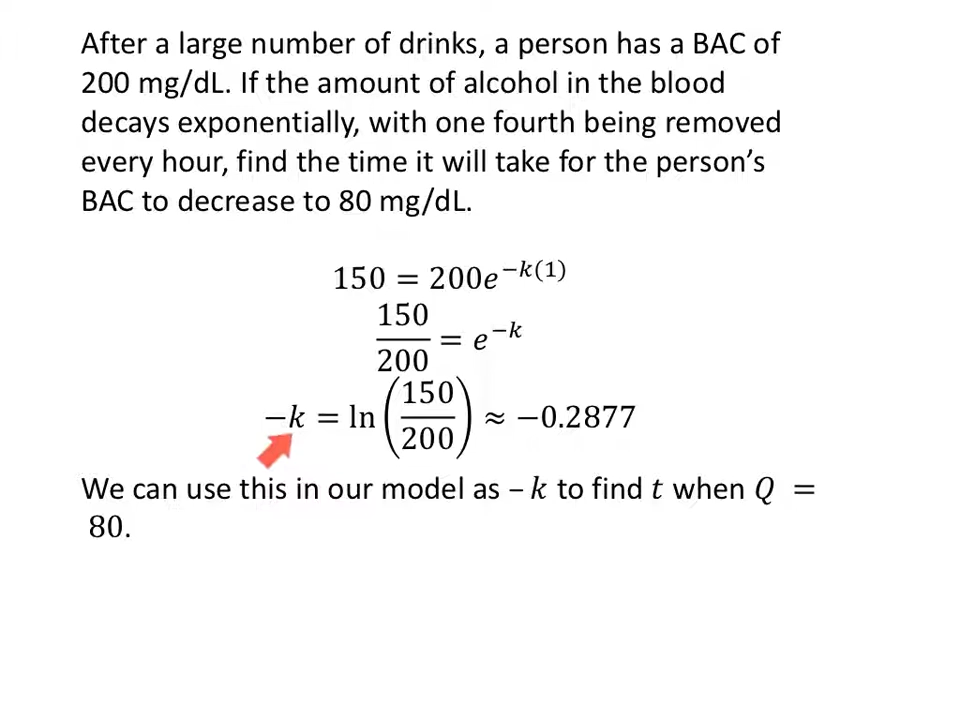 After a large number of drinks, a person has a BAC of
200 mg/dL. If the amount of alcohol in the blood
decays exponentially, with one fourth being removed
every hour, find the time it will take for the person’s
BAC to decrease to 80 mg/dL.
150 = 200e^{−k(1)}
150/200 = e^{−k}
−k = ln(150/200) ≈ −0.2877
We can use this in our model as – k to find t when Q =
80.